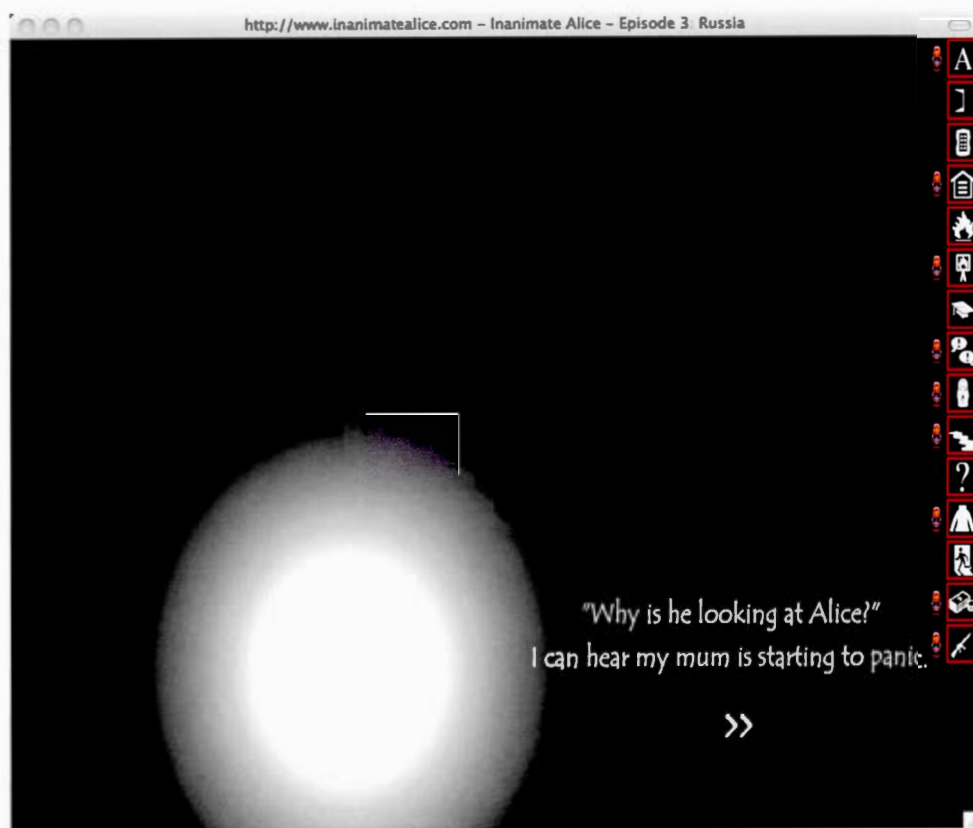 http://www.inanimatealice.com – Inanimate Alice – Episode 3: Russia
A
?
"Why is he looking at Alice?"
I can hear my mum is starting to panic.
>>